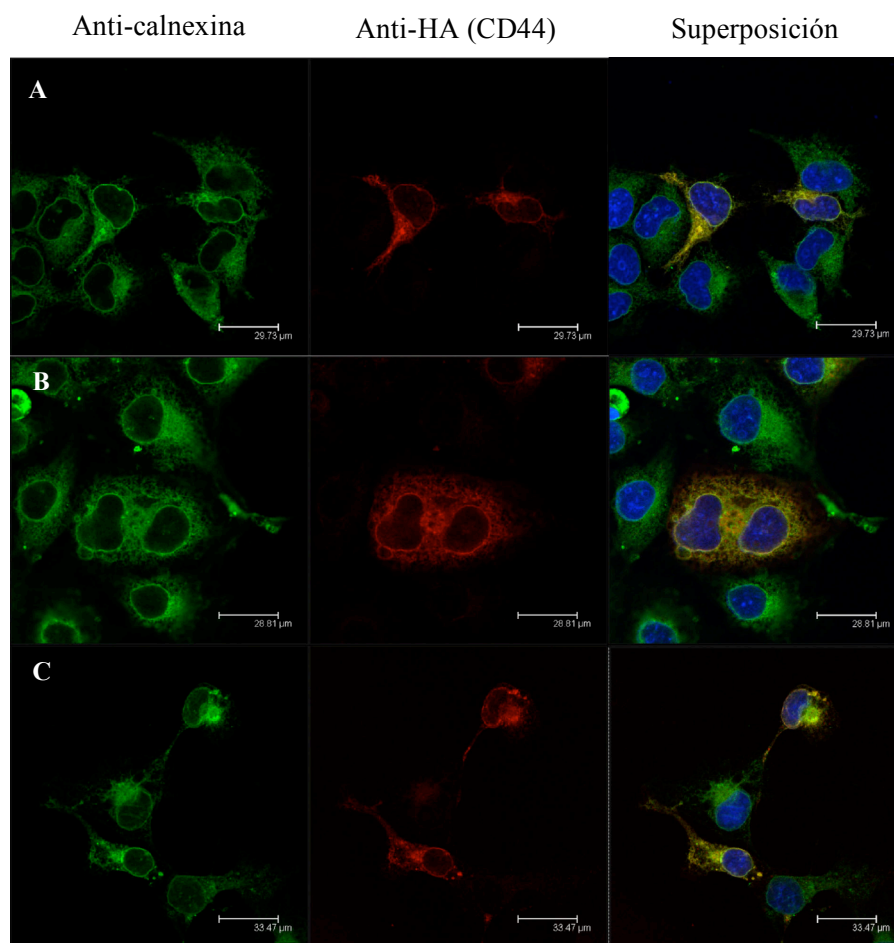 Anti-calnexina Anti-HA (CD44) Superposición
A
29.73 µm 29.73 µm 29.73 µm
B
28.81 µm 28.81 µm 28.81 µm
C
33.47 µm 33.47 µm 33.47 µm